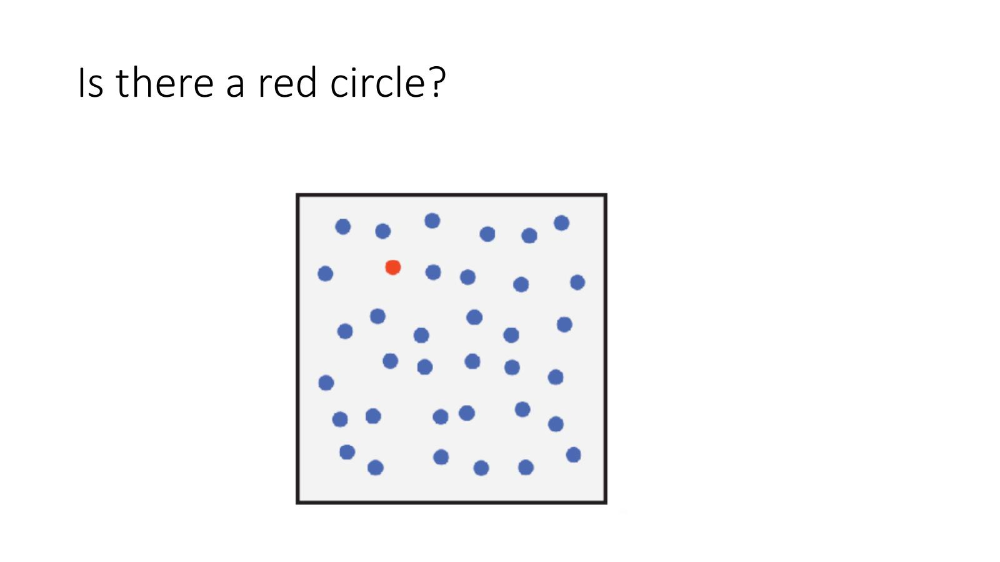 Is there a red circle?